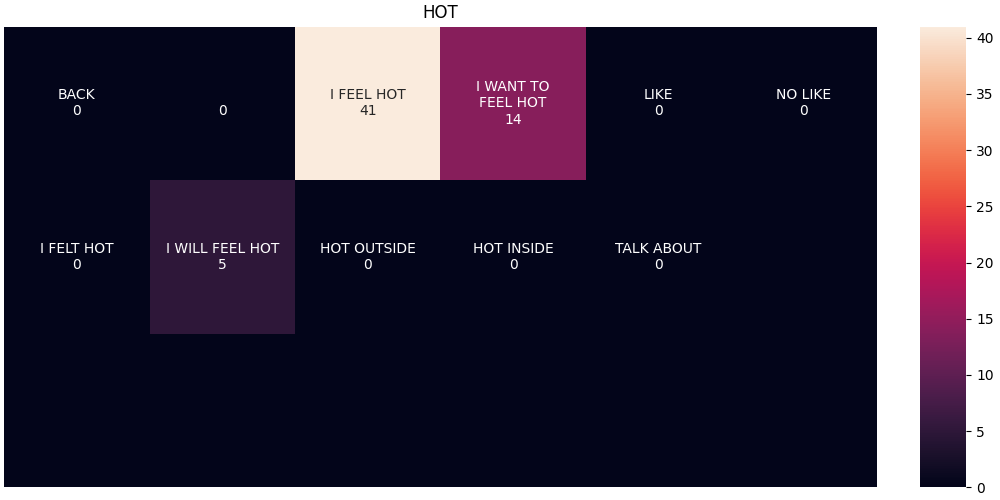 HOT
BACK
0
0
I FEEL HOT
41
I WANT TO
FEEL HOT
14
LIKE
0
NO LIKE
0
I FELT HOT
0
I WILL FEEL HOT
5
HOT OUTSIDE
0
HOT INSIDE
0
TALK ABOUT
0
40
35
30
25
20
15
10
5
0